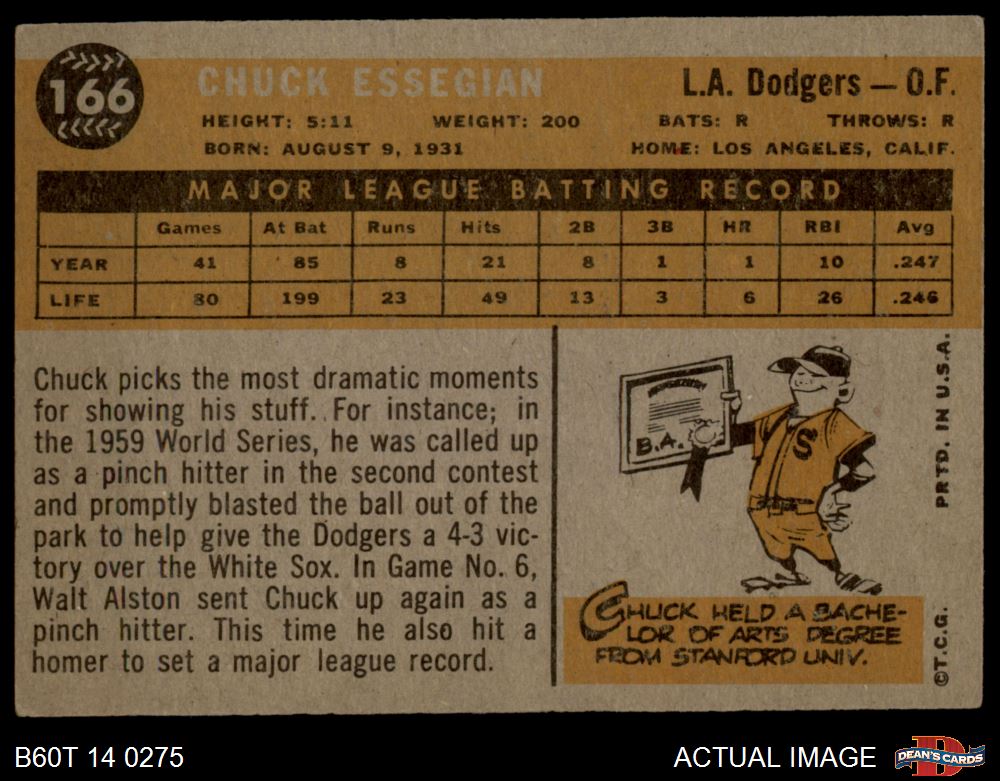 166
CHUCK ESSEGIAN
L.A. Dodgers — O.F.
HEIGHT: 5:11 WEIGHT: 200 BATS: R THROWS: R
BORN: AUGUST 9, 1931 HOME: LOS ANGELES, CALIF.
MAJOR LEAGUE BATTING RECORD
Games At Bat Runs Hits 2B 3B HR RBI Avg
YEAR 41 85 8 21 8 1 1 10 .247
LIFE 80 199 23 49 13 3 6 26 .246
Chuck picks the most dramatic moments
for showing his stuff. For instance; in
the 1959 World Series, he was called up
as a pinch hitter in the second contest
and promptly blasted the ball out of the
park to help give the Dodgers a 4-3 vic-
tory over the White Sox. In Game No. 6,
Walt Alston sent Chuck up again as a
pinch hitter. This time he also hit a
homer to set a major league record.
B.A.
S
CHUCK HELD A BACHE-
LOR OF ARTS DEGREE
FROM STANFORD UNIV.
PRTD. IN U.S.A.
©T.C.G.
B60T 14 0275
ACTUAL IMAGE
D
DEAN'S CARDS